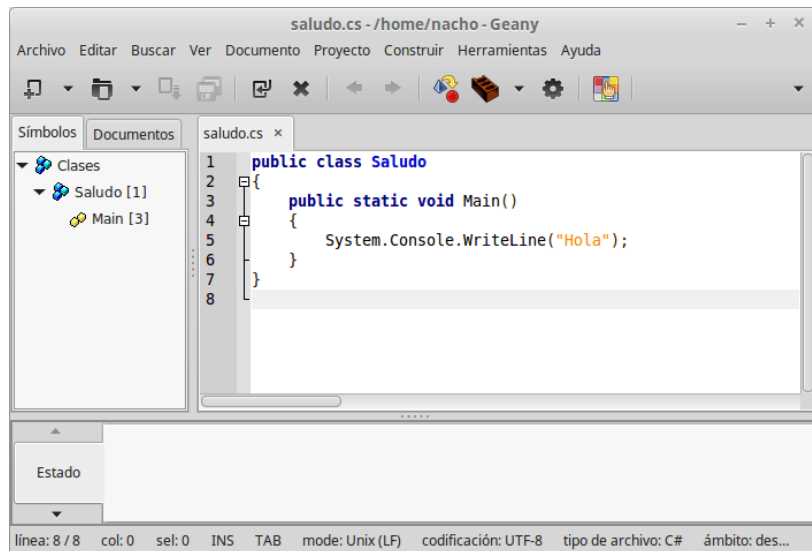 saludo.cs - /home/nacho - Geany
Archivo Editar Buscar Ver Documento Proyecto Construir Herramientas Ayuda
Símbolos Documentos
Clases
Saludo [1]
Main [3]
saludo.cs
1 public class Saludo
2 {
3 public static void Main()
4 {
5 System.Console.WriteLine("Hola");
6 }
7 }
8
Estado
línea: 8 / 8 col: 0 sel: 0 INS TAB mode: Unix (LF) codificación: UTF-8 tipo de archivo: C# ámbito: des...